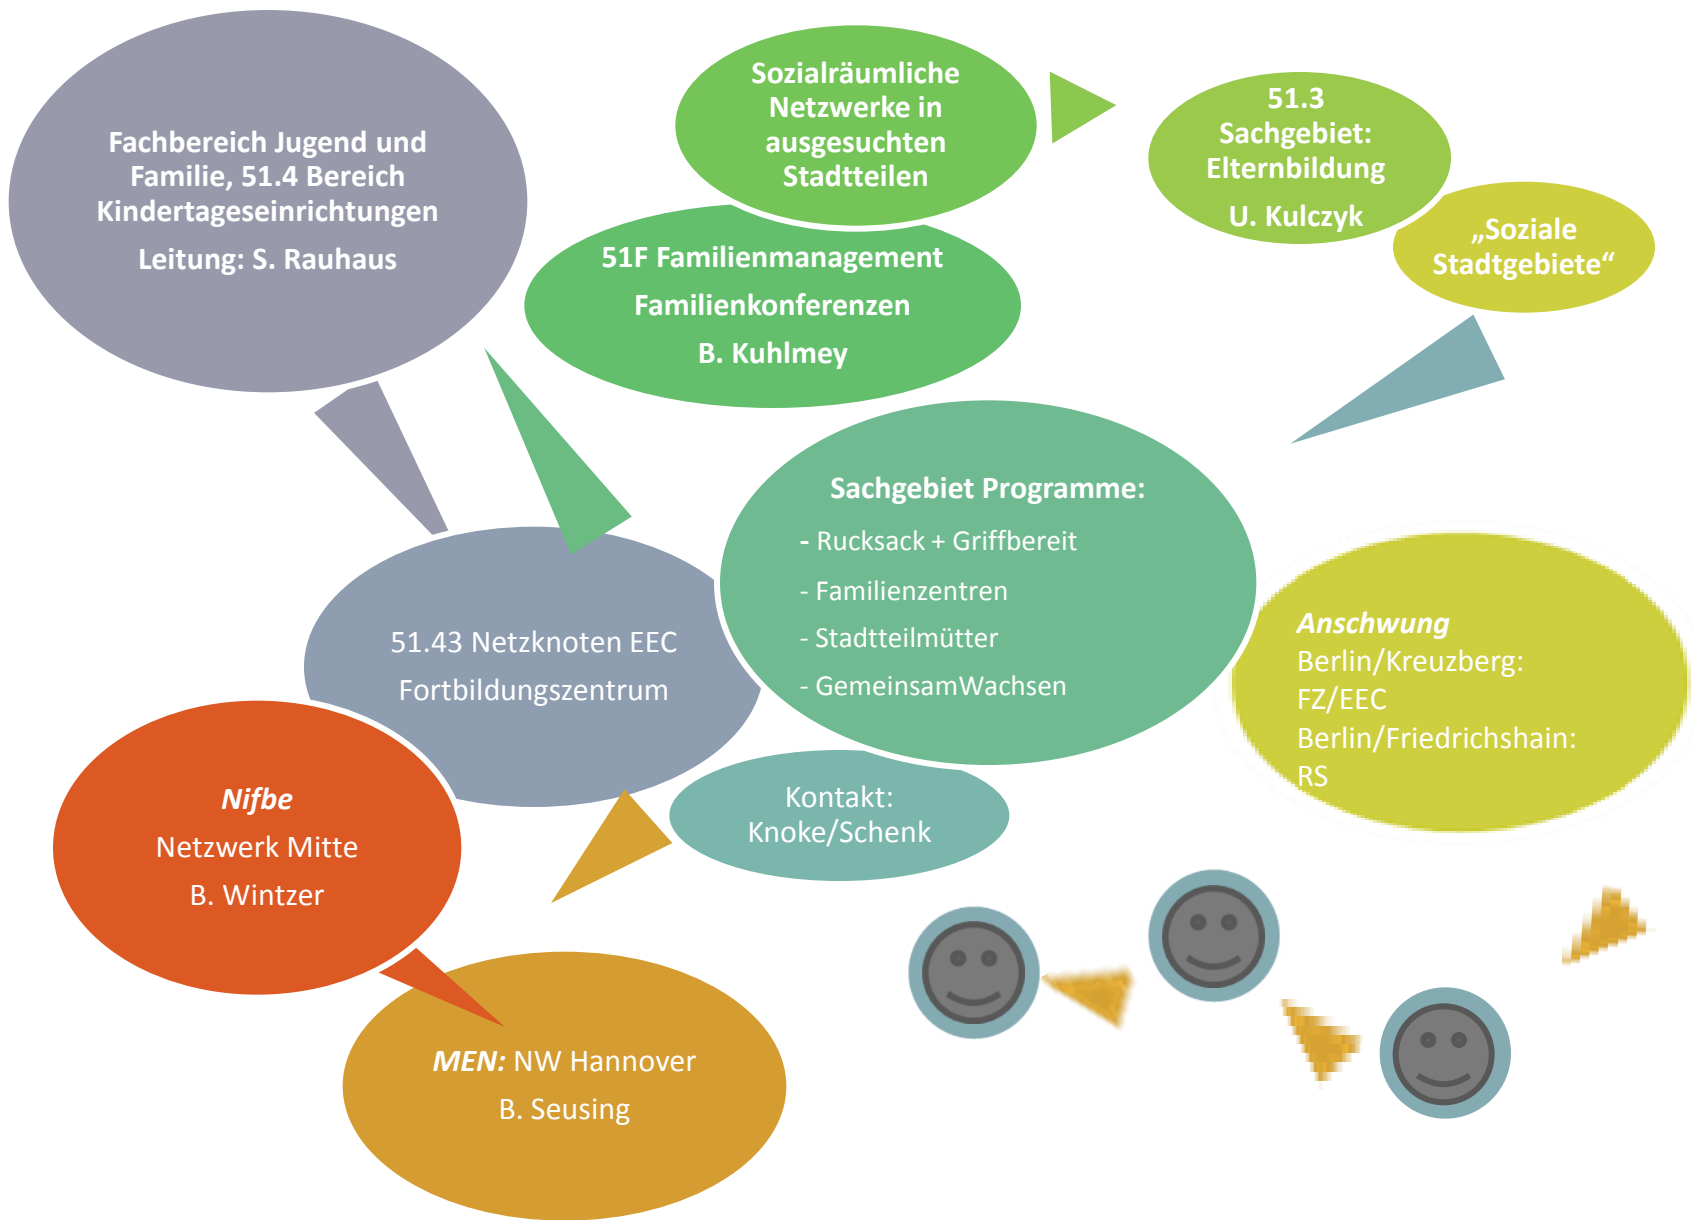 Fachbereich Jugend und
Familie, 51.4 Bereich
Kindertageseinrichtungen
Leitung: S. Rauhaus
Sozialräumliche
Netzwerke in
ausgesuchten
Stadtteilen
51.3
Sachgebiet:
Elternbildung
U. Kulczyk
„Soziale
Stadtgebiete“
51F Familienmanagement
Familienkonferenzen
B. Kuhlmey
Sachgebiet Programme:
- Rucksack + Griffbereit
- Familienzentren
- Stadtteilmütter
- GemeinsamWachsen
51.43 Netzknoten EEC
Fortbildungszentrum
Anschwung
Berlin/Kreuzberg:
FZ/EEC
Berlin/Friedrichshain:
RS
Nifbe
Netzwerk Mitte
B. Wintzer
Kontakt:
Knoke/Schenk
MEN: NW Hannover
B. Seusing